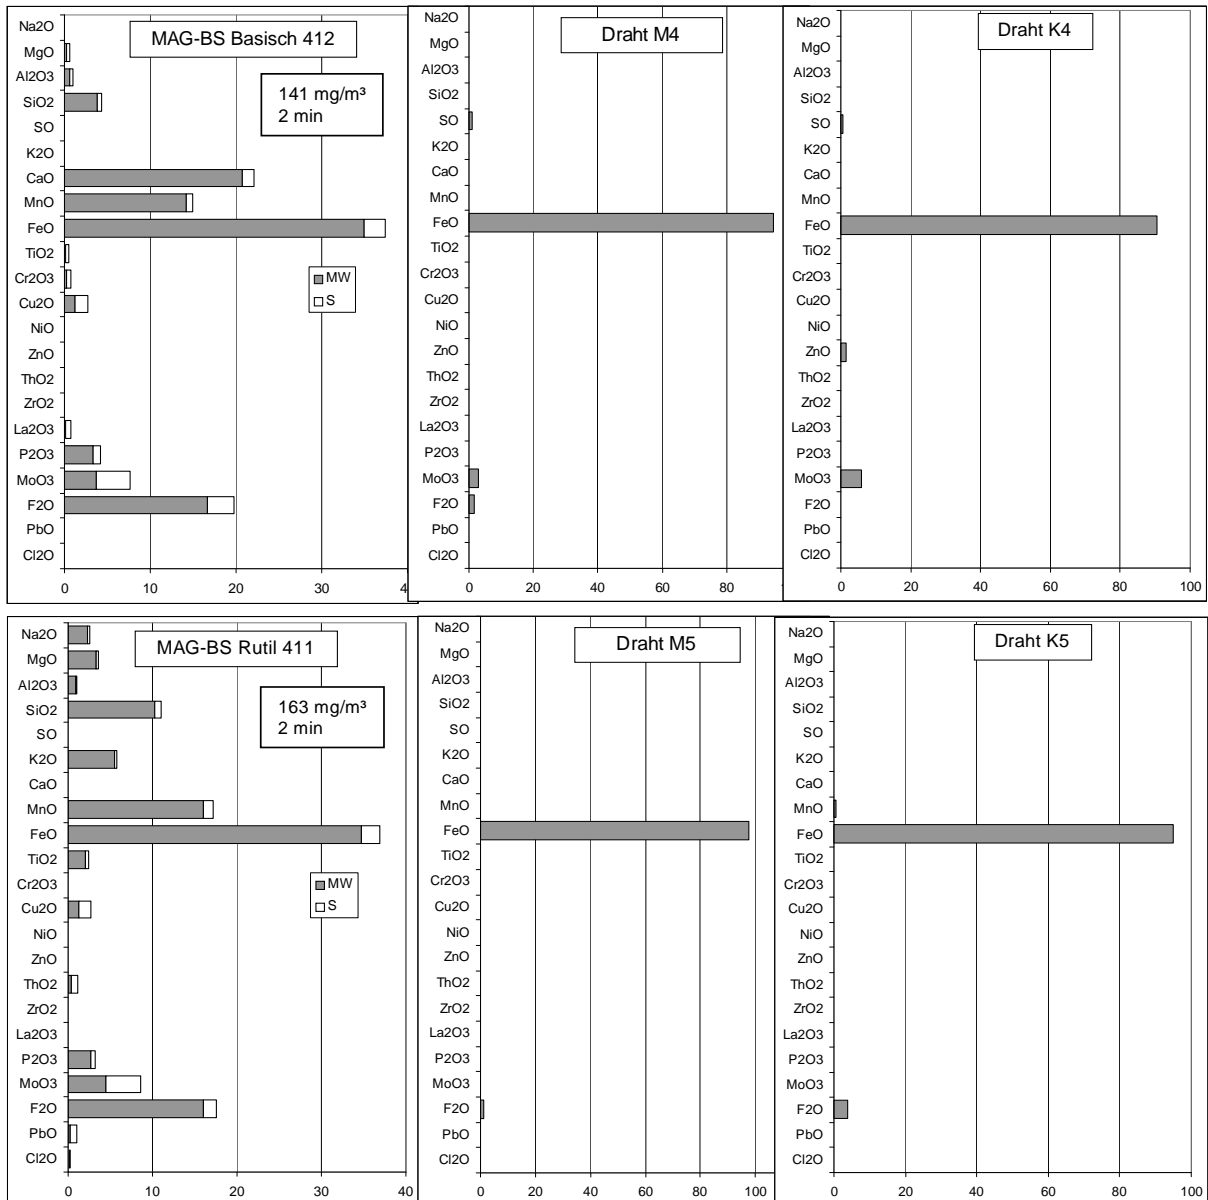 MAG-BS Basisch 412
141 mg/m³
2 min
Na2O
MgO
Al2O3
SiO2
SO
K2O
CaO
MnO
FeO
TiO2
Cr2O3
Cu2O
NiO
ZnO
ThO2
ZrO2
La2O3
P2O3
MoO3
F2O
PbO
Cl2O
MW
S
0 10 20 30 40
Draht M4
Na2O
MgO
Al2O3
SiO2
SO
K2O
CaO
MnO
FeO
TiO2
Cr2O3
Cu2O
NiO
ZnO
ThO2
ZrO2
La2O3
P2O3
MoO3
F2O
PbO
Cl2O
0 20 40 60 80
Draht K4
Na2O
MgO
Al2O3
SiO2
SO
K2O
CaO
MnO
FeO
TiO2
Cr2O3
Cu2O
NiO
ZnO
ThO2
ZrO2
La2O3
P2O3
MoO3
F2O
PbO
Cl2O
0 20 40 60 80 100
MAG-BS Rutil 411
163 mg/m³
2 min
Na2O
MgO
Al2O3
SiO2
SO
K2O
CaO
MnO
FeO
TiO2
Cr2O3
Cu2O
NiO
ZnO
ThO2
ZrO2
La2O3
P2O3
MoO3
F2O
PbO
Cl2O
MW
S
0 10 20 30 40
Draht M5
Na2O
MgO
Al2O3
SiO2
SO
K2O
CaO
MnO
FeO
TiO2
Cr2O3
Cu2O
NiO
ZnO
ThO2
ZrO2
La2O3
P2O3
MoO3
F2O
PbO
Cl2O
0 20 40 60 80 100
Draht K5
Na2O
MgO
Al2O3
SiO2
SO
K2O
CaO
MnO
FeO
TiO2
Cr2O3
Cu2O
NiO
ZnO
ThO2
ZrO2
La2O3
P2O3
MoO3
F2O
PbO
Cl2O
0 20 40 60 80 100